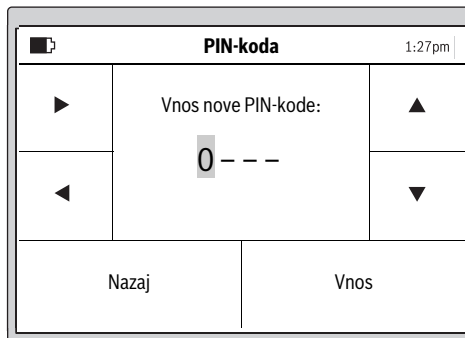 PIN-koda 1:27pm
Vnos nove PIN-kode:
0– – –
Nazaj Vnos